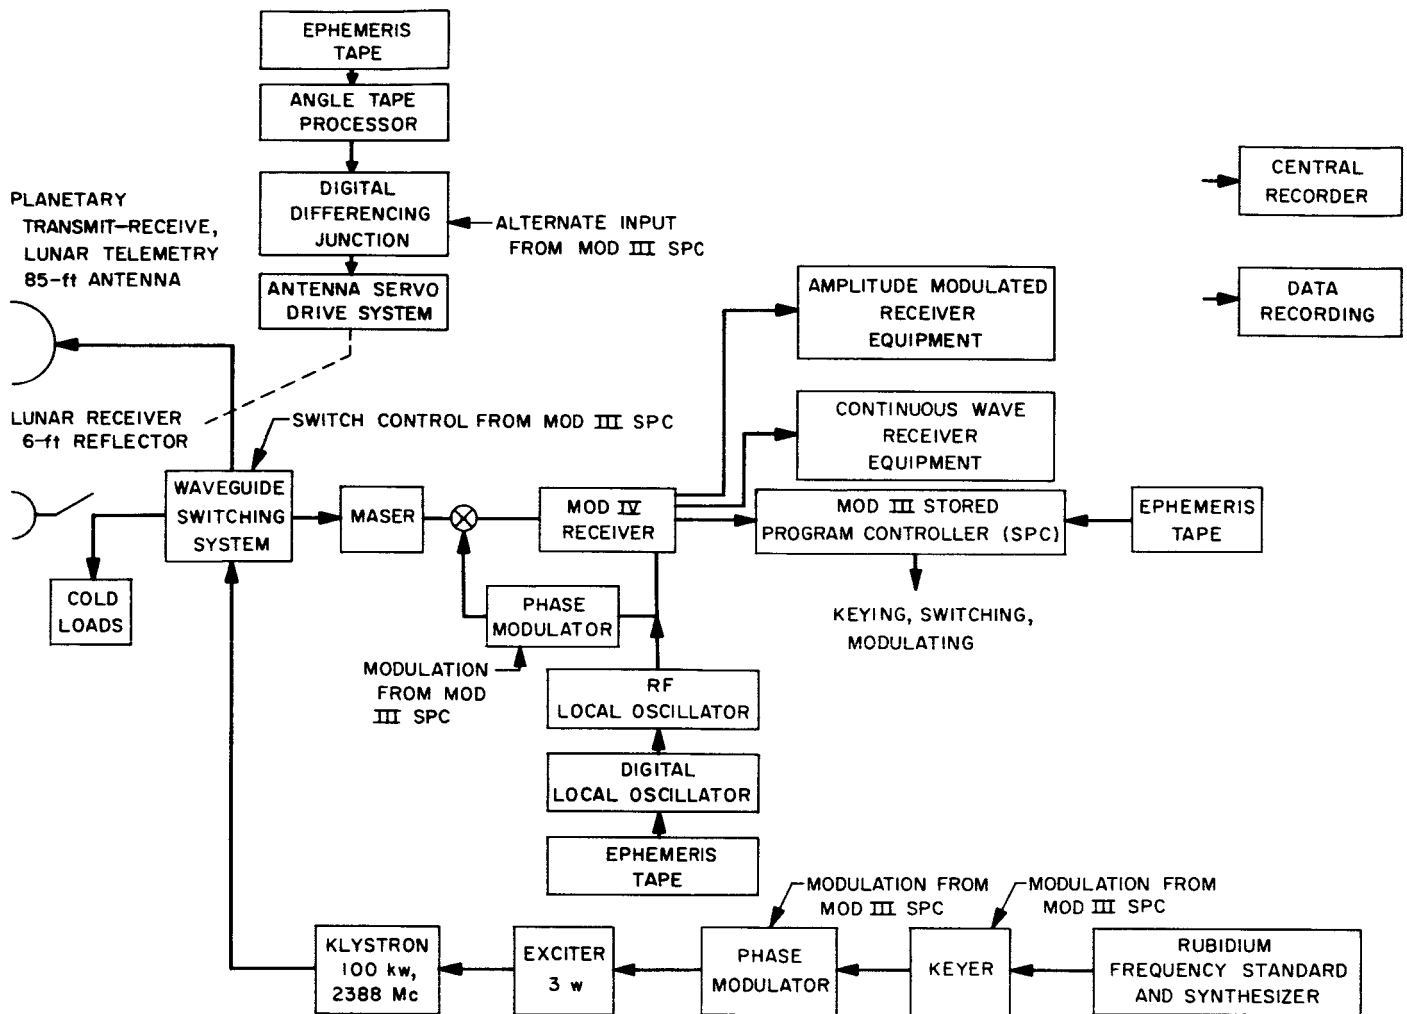 EPHEMERIS
TAPE
ANGLE TAPE
PROCESSOR
DIGITAL
DIFFERENCING
JUNCTION
ALTERNATE INPUT
FROM MOD III SPC
ANTENNA SERVO
DRIVE SYSTEM
PLANETARY
TRANSMIT-RECEIVE,
LUNAR TELEMETRY
85-ft ANTENNA
LUNAR RECEIVER
6-ft REFLECTOR
SWITCH CONTROL FROM MOD III SPC
CENTRAL
RECORDER
DATA
RECORDING
AMPLITUDE MODULATED
RECEIVER
EQUIPMENT
CONTINUOUS WAVE
RECEIVER
EQUIPMENT
WAVEGUIDE
SWITCHING
SYSTEM
MASER
MOD IV
RECEIVER
MOD III STORED
PROGRAM CONTROLLER (SPC)
EPHEMERIS
TAPE
COLD
LOADS
PHASE
MODULATOR
KEYING, SWITCHING,
MODULATING
MODULATION
FROM MOD
III SPC
RF
LOCAL OSCILLATOR
DIGITAL
LOCAL OSCILLATOR
EPHEMERIS
TAPE
MODULATION FROM
MOD III SPC
MODULATION FROM
MOD III SPC
KLYSTRON
100 kw,
2388 Mc
EXCITER
3 w
PHASE
MODULATOR
KEYER
RUBIDIUM
FREQUENCY STANDARD
AND SYNTHESIZER